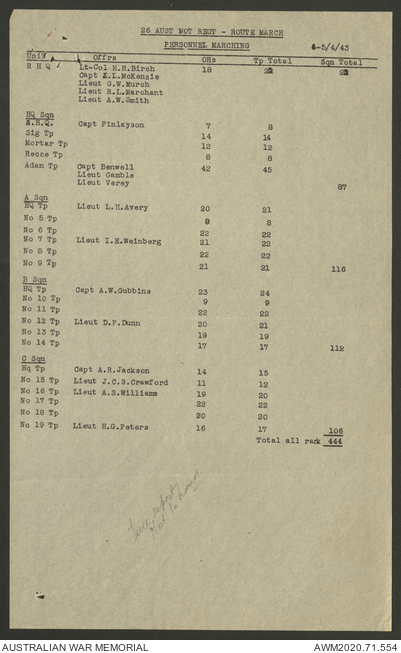 26 AUST MOT REGT - ROUTE MARCH
PERSONNEL MARCHING
-5/4/43
Unit Offrs ORs Tp Total Sqn Total
R H Q Lt-Col H.R.Birch 18
Capt L.McKenzie
Lieut G.W.Murch
Lieut R.L.Marchant
Lieut A.W.Smith
HQ Sqn
S.H.Q. Capt Finlayson 7 8
Sig Tp 14 14
Mortar Tp 12 12
Recce Tp 8 8
Adam Tp Capt Benwell 42 45
Lieut Gamble
Lieut Verey
87
A Sqn
HQ Tp Lieut L.H.Avery 20 21
No 5 Tp 8 8
No 6 Tp 22 22
No 7 Tp Lieut I.E.Weinberg 21 22
No 8 Tp 22 22
No 9 Tp 21 21 116
B Sqn
HQ Tp Capt A.W.Gubbins 23 24
No 10 Tp 9 9
No 11 Tp 22 22
No 12 Tp Lieut D.P.Dunn 20 21
No 13 Tp 19 19
No 14 Tp 17 17 112
C Sqn
Hq Tp Capt A.R.Jackson 14 15
No 15 Tp Lieut J.C.S.Crawford 11 12
No 16 Tp Lieut A.S.Williams 19 20
No 17 Tp 22 22
No 18 Tp 20 20
No 19 Tp Lieut H.G.Peters 16 17 106
Total all rank 444
AUSTRALIAN WAR MEMORIAL AWM2020.71.554